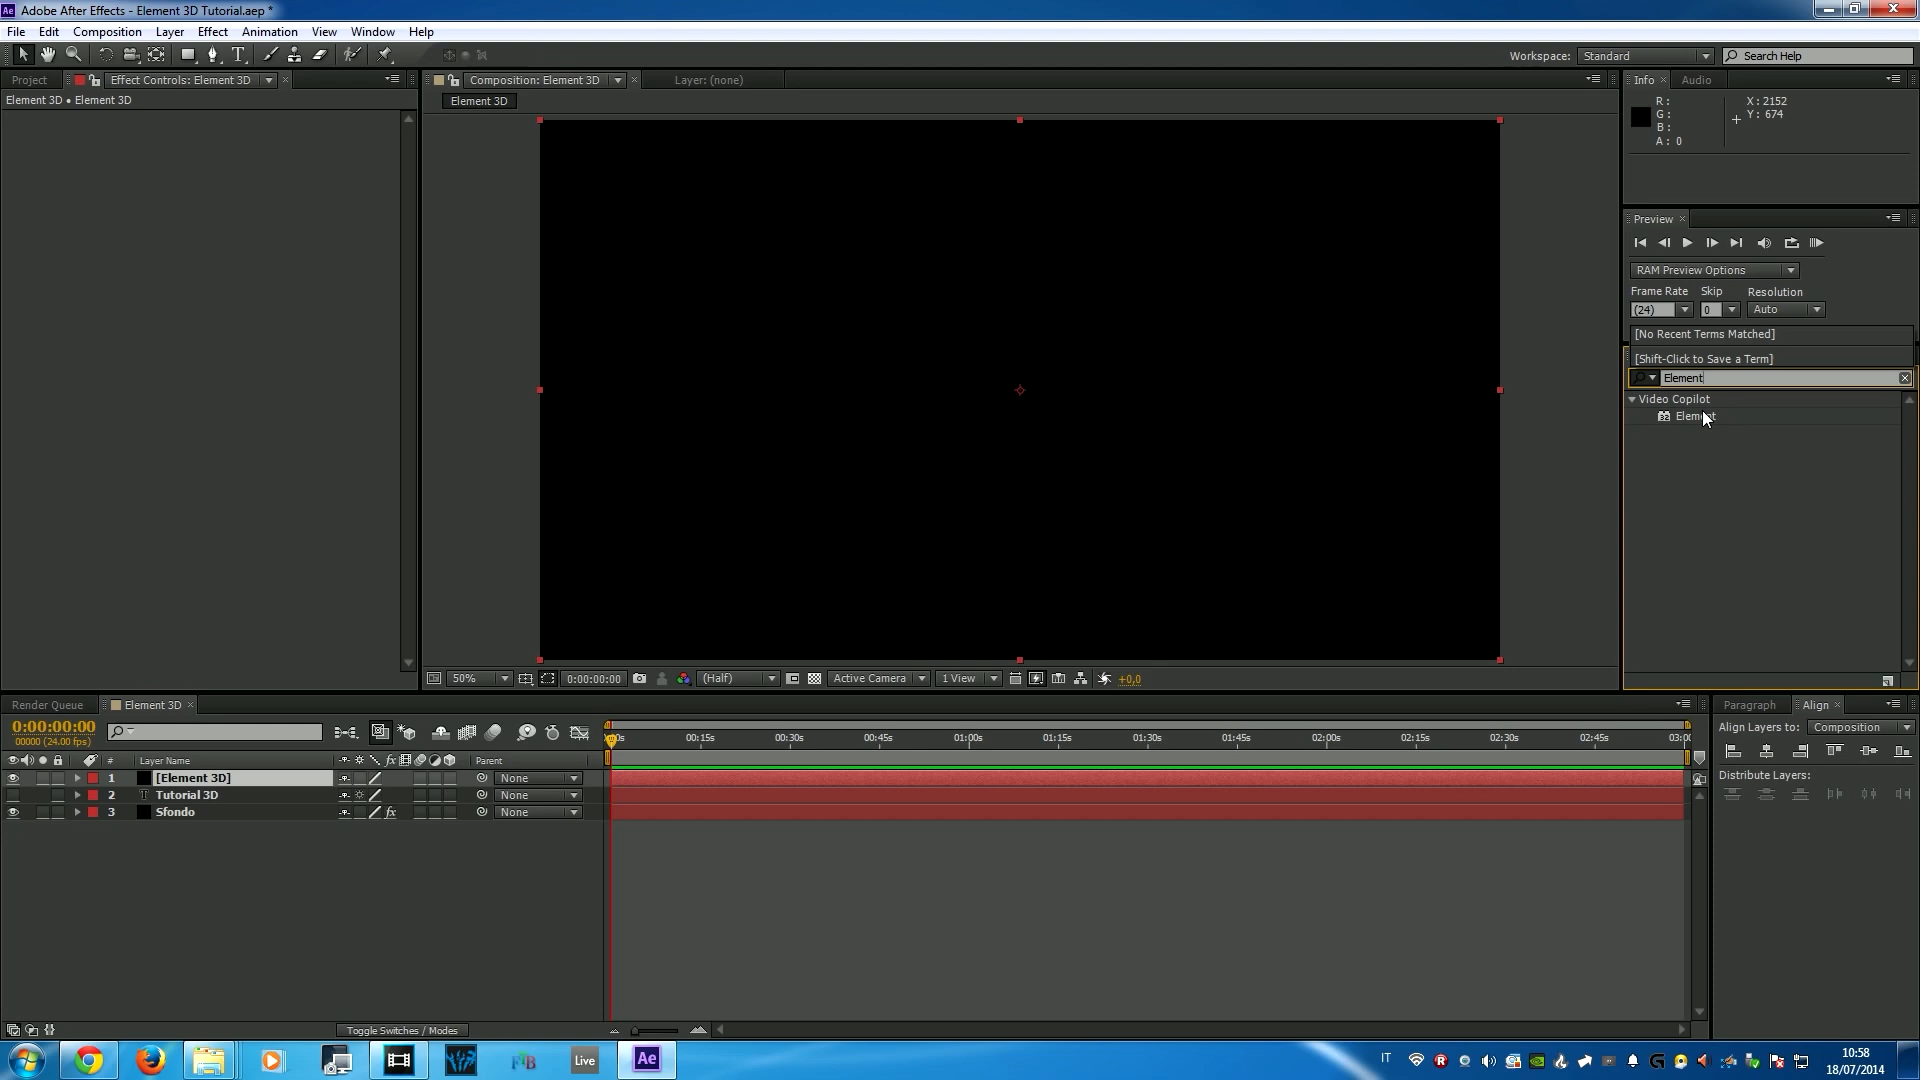 Adobe After Effects - Element 3D Tutorial.aep *
File Edit Composition Layer Effect Animation View Window Help
Workspace: Standard Search Help
Project Effect Controls: Element 3D Composition: Element 3D Layer: (none) Info Audio
Element 3D • Element 3D
Element 3D
R :
G :
B :
A : 0
X : 2152
Y : 674
Preview
RAM Preview Options
Frame Rate Skip Resolution
(24) 0 Auto
[No Recent Terms Matched]
[Shift-Click to Save a Term]
Element
Video Copilot
Element
50% 0:00:00:00 (Half) Active Camera 1 View +0,0
Render Queue Element 3D
0:00:00:00
00000 (24.00 fps)
00:15s 00:30s 00:45s 01:00s 01:15s 01:30s 01:45s 02:00s 02:15s 02:30s 02:45s
# Layer Name Parent
1 [Element 3D] None
2 T Tutorial 3D None
3 Sfondo fx None
Toggle Switches / Modes
Paragraph Align
Align Layers to: Composition
Distribute Layers:
Live Ae IT
10:58
18/07/2014